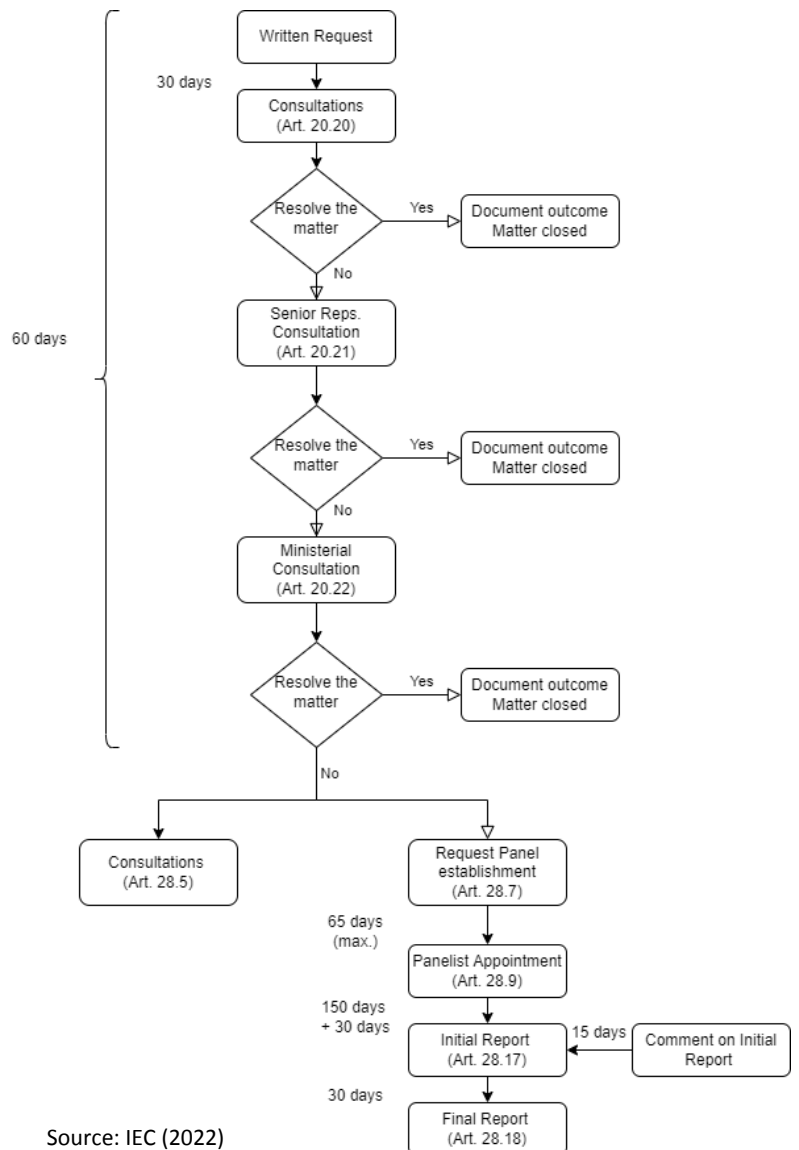 Written Request
30 days
Consultations
(Art. 20.20)
Resolve the
matter
Yes
Document outcome
Matter closed
No
Senior Reps.
Consultation
(Art. 20.21)
60 days
Resolve the
matter
Yes
Document outcome
Matter closed
No
Ministerial
Consultation
(Art. 20.22)
Resolve the
matter
Yes
Document outcome
Matter closed
No
Consultations
(Art. 28.5)
Request Panel
establishment
(Art. 28.7)
65 days
(max.)
Panelist Appointment
(Art. 28.9)
150 days
+ 30 days
Initial Report
(Art. 28.17)
15 days
Comment on Initial
Report
30 days
Final Report
(Art. 28.18)
Source: IEC (2022)